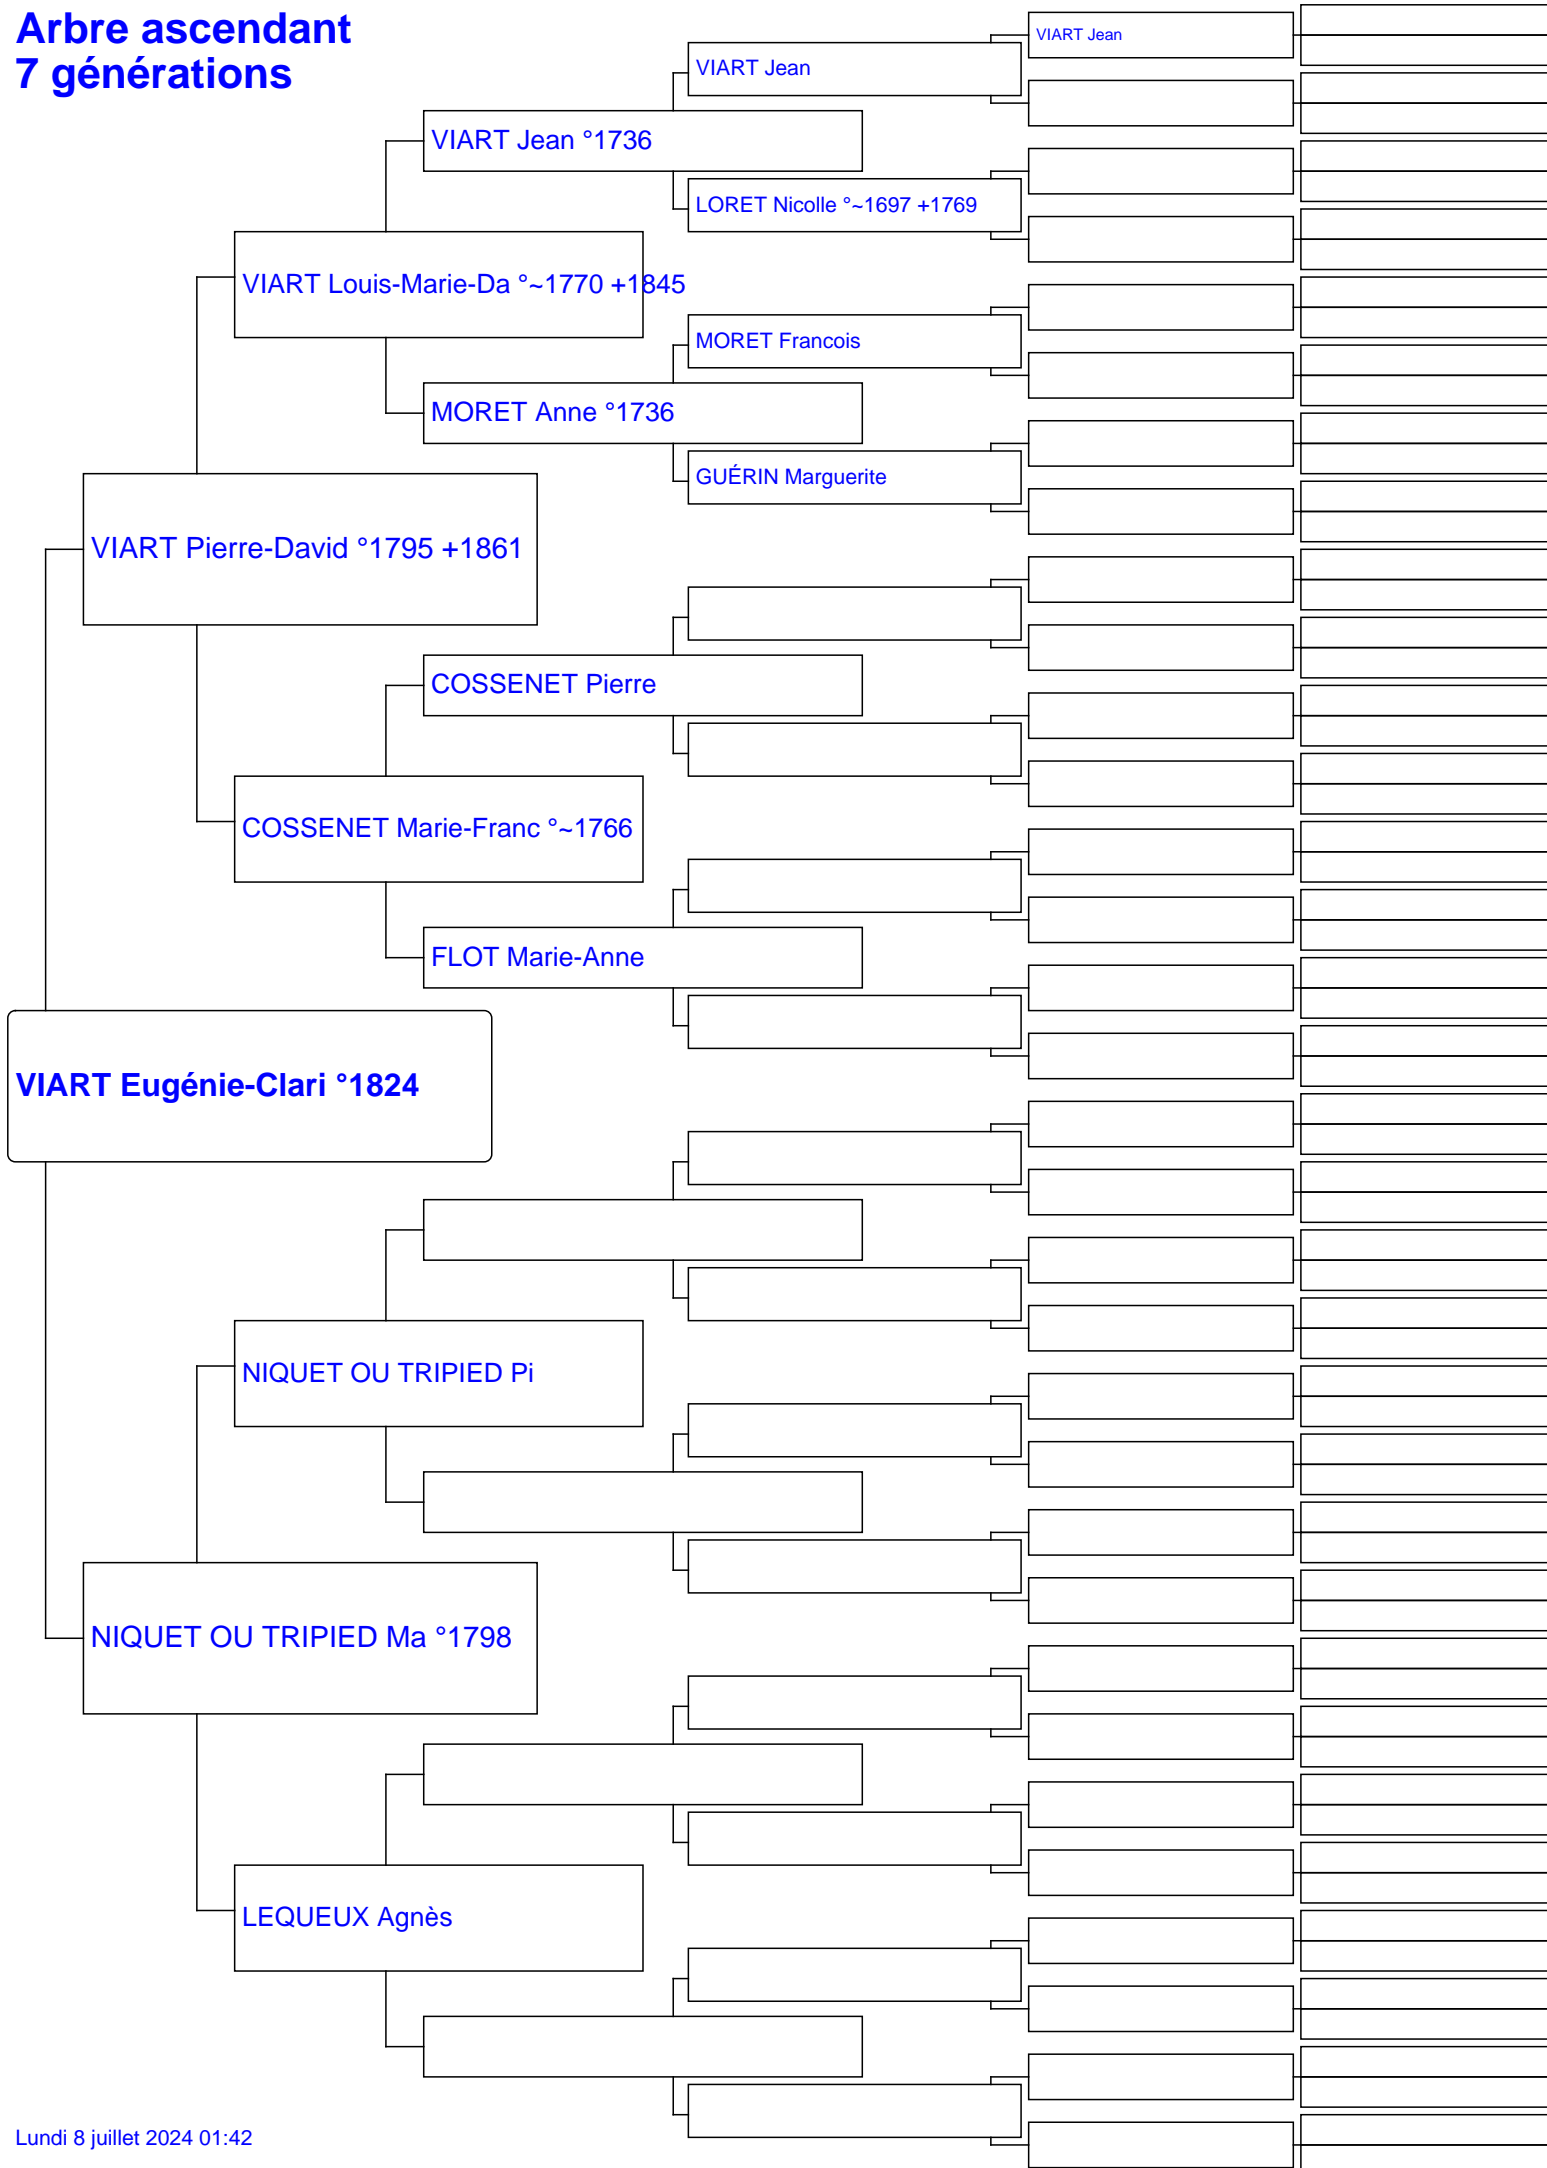 Arbre ascendant
7 générations
VIART Jean
VIART Jean
VIART Jean °1736
LORET Nicolle °~1697 +1769
VIART Louis-Marie-Da °~1770 +1845
MORET Francois
MORET Anne °1736
GUÉRIN Marguerite
VIART Pierre-David °1795 +1861
COSSENET Pierre
COSSENET Marie-Franc °~1766
FLOT Marie-Anne
VIART Eugénie-Clari °1824
NIQUET OU TRIPIED Pi
NIQUET OU TRIPIED Ma °1798
LEQUEUX Agnès
Lundi 8 juillet 2024 01:42